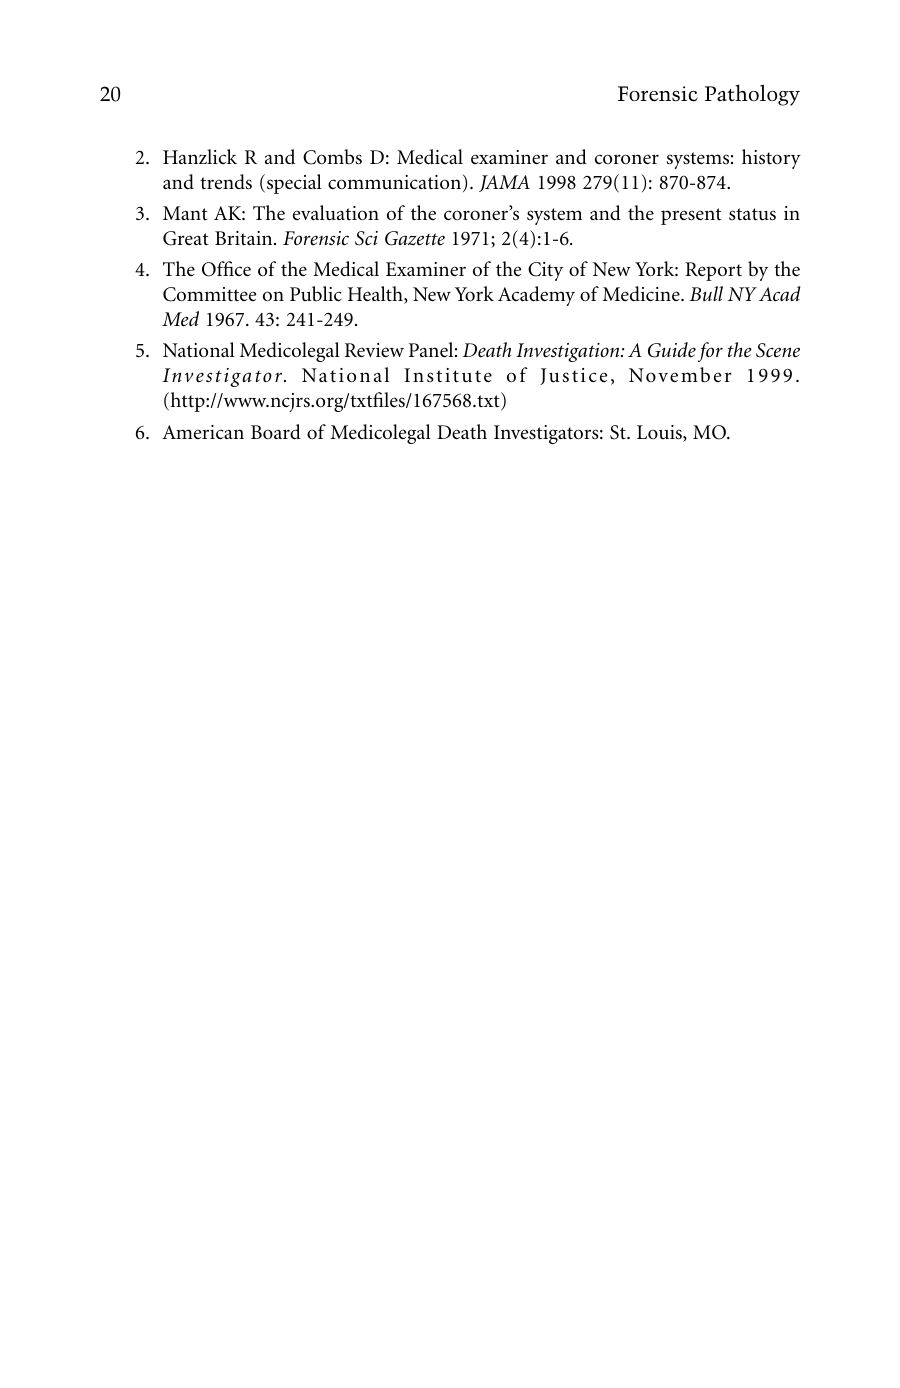 20 Forensic Pathology
2. Hanzlick R and Combs D: Medical examiner and coroner systems: history
and trends (special communication). JAMA 1998 279(11): 870-874.
3. Mant AK: The evaluation of the coroner’s system and the present status in
Great Britain. Forensic Sci Gazette 1971; 2(4):1-6.
4. The Office of the Medical Examiner of the City of New York: Report by the
Committee on Public Health, New York Academy of Medicine. Bull NY Acad
Med 1967. 43: 241-249.
5. National Medicolegal Review Panel: Death Investigation: A Guide for the Scene
Investigator. National Institute of Justice, November 1999.
(http://www.ncjrs.org/txtfiles/167568.txt)
6. American Board of Medicolegal Death Investigators: St. Louis, MO.